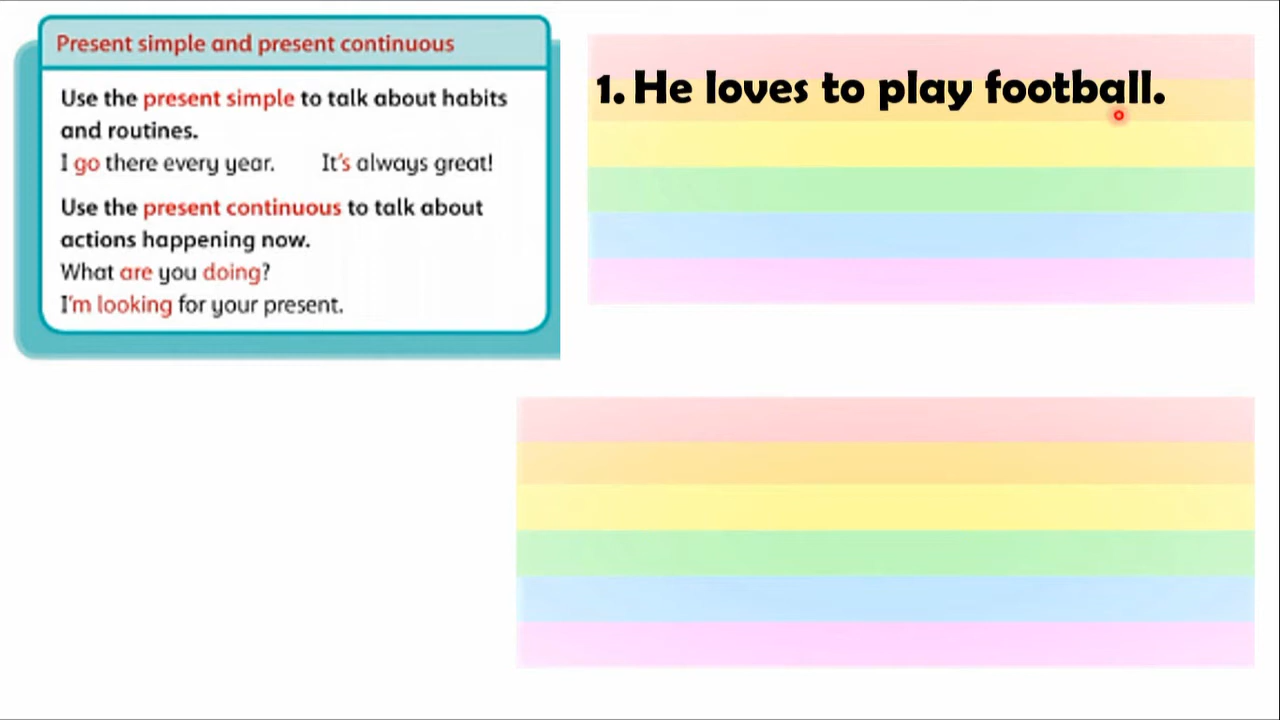 Present simple and present continuous
Use the present simple to talk about habits
and routines.
I go there every year. It's always great!
Use the present continuous to talk about
actions happening now.
What are you doing?
I'm looking for your present.
1. He loves to play football.